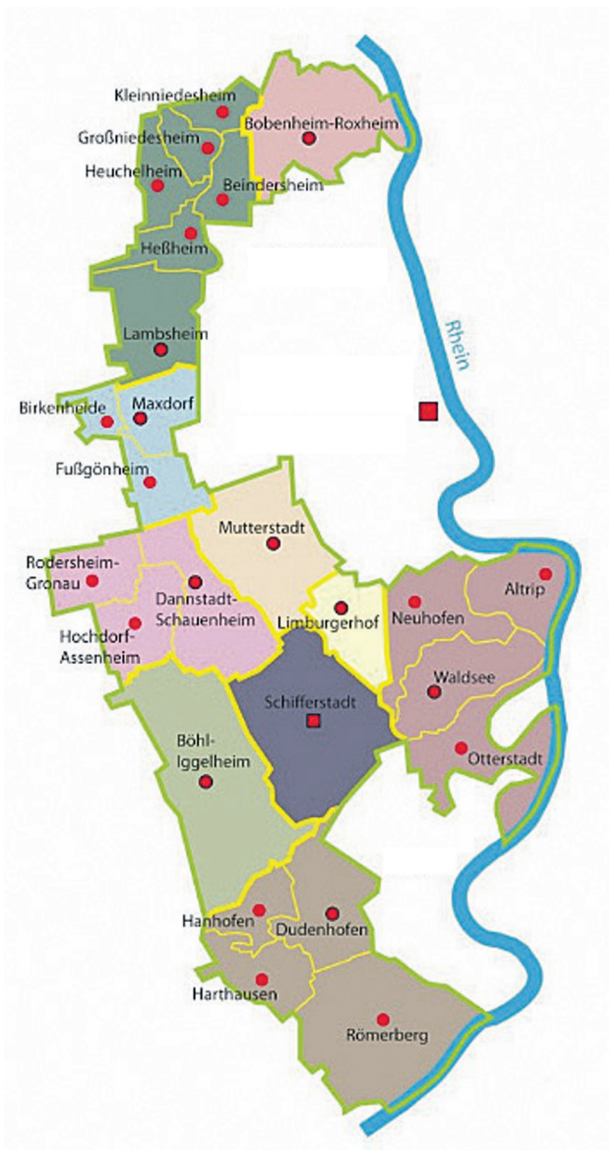 Kleinniedesheim
Bobenheim-Roxheim
Großniedesheim
Heuchelheim
Beindersheim
Heßheim
Lambsheim
Rhein
Birkenheide
Maxdorf
Fußgönheim
Mutterstadt
Rodersheim-
Gronau
Altrip
Dannstadt-
Schauenheim
Limburgerhof
Neuhofen
Hochdorf-
Assenheim
Waldsee
Schifferstadt
Böhl-
Iggelheim
Otterstadt
Hanhofen
Dudenhofen
Harthausen
Römerberg